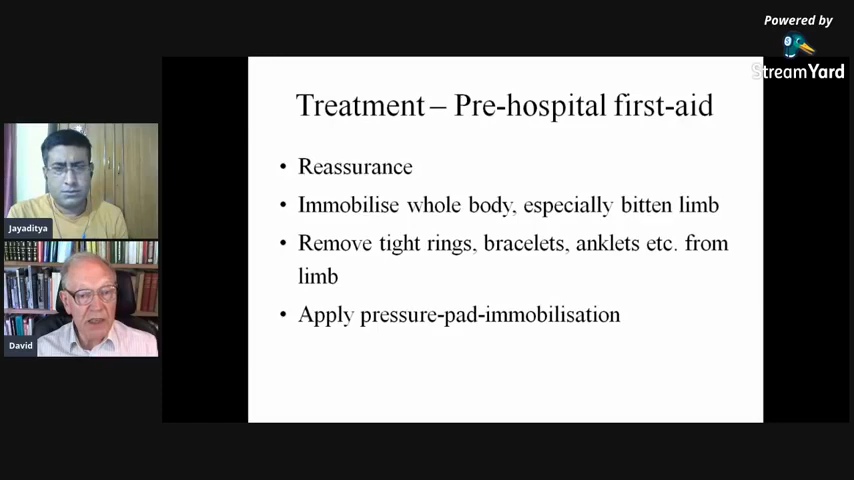 Powered by
StreamYard
Treatment – Pre-hospital first-aid
• Reassurance
• Immobilise whole body, especially bitten limb
• Remove tight rings, bracelets, anklets etc. from
limb
• Apply pressure-pad-immobilisation
Jayaditya
David